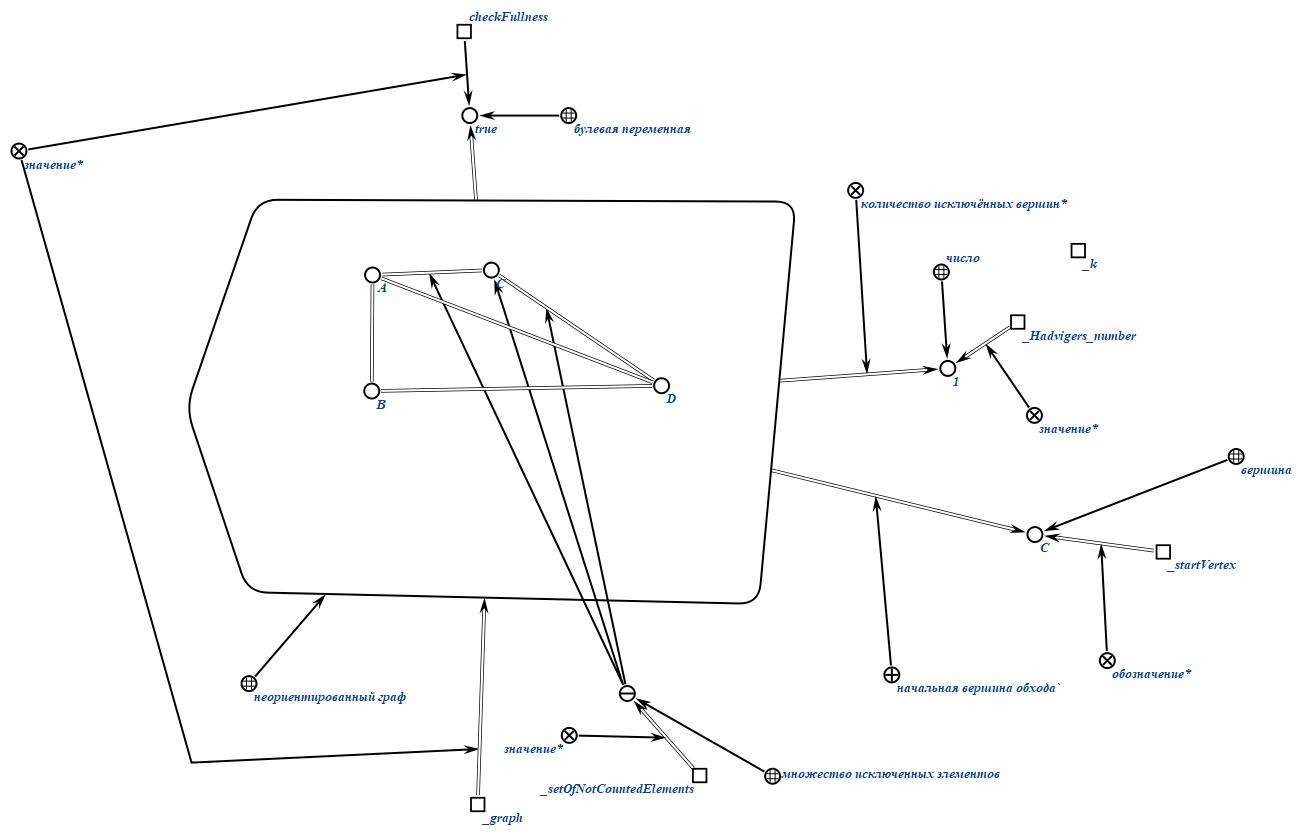 checkFullness
true
булевая переменная
значение*
количество исключённых вершин*
число
_k
A
C
_Hadvigers_number
1
B
D
значение*
вершина
C
_startVertex
обозначение*
начальная вершина обхода`
неориентированный граф
значение*
множество исключенных элементов
_setOfNotCountedElements
_graph